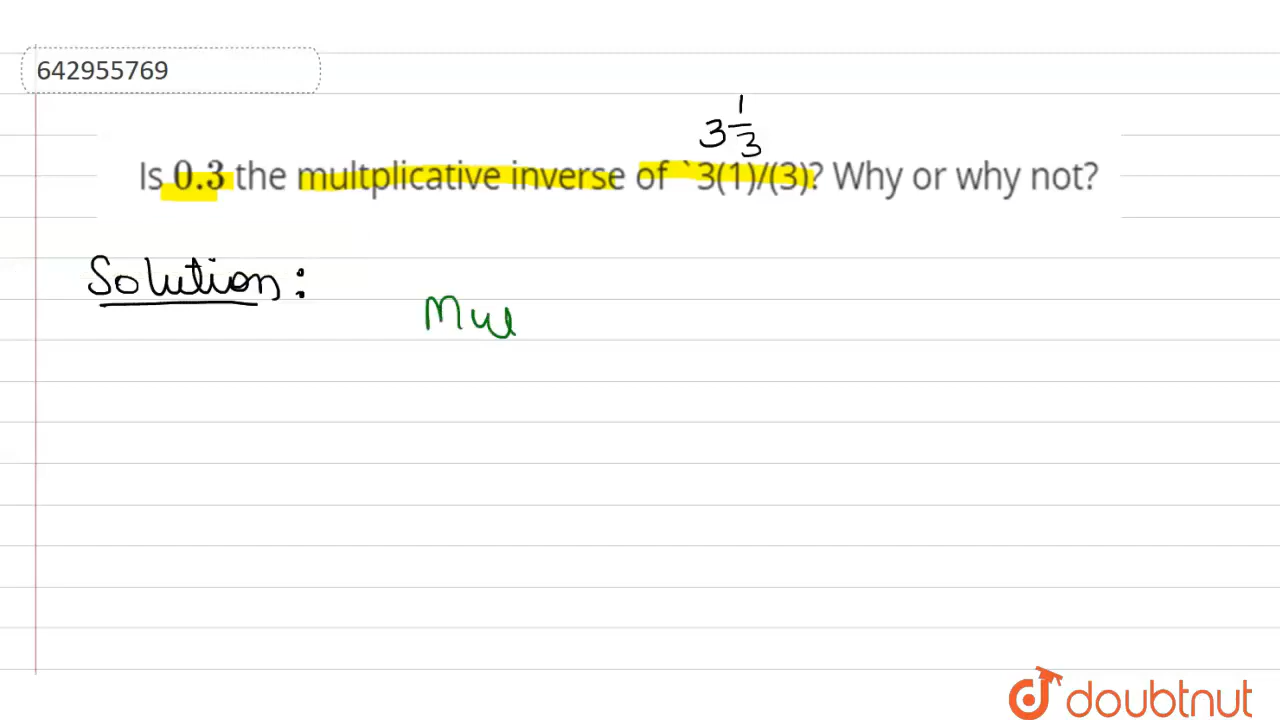 642955769
3 1/3
Is 0.3 the multplicative inverse of `3(1)/(3)? Why or why not?
Solution:
Mul
doubtnut